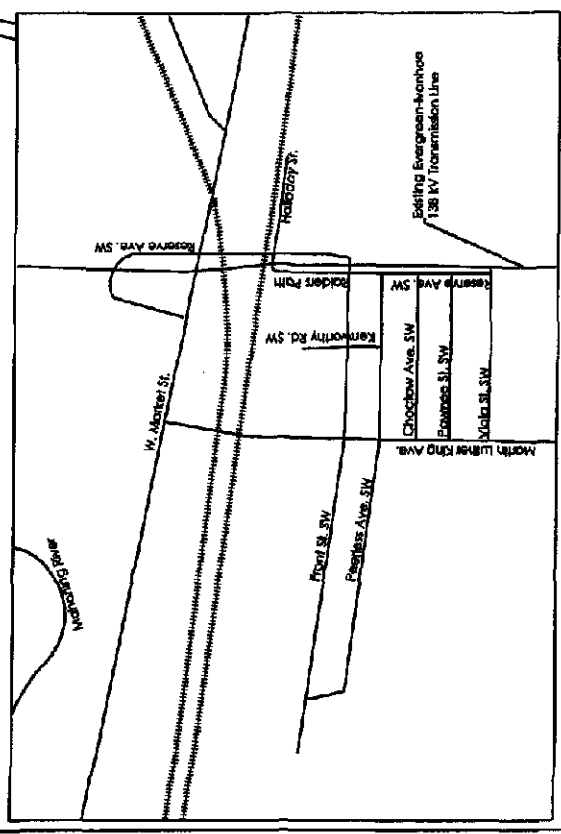 Existing Evergreen-Ivanhoe
138 kV Transmission Line
Halladay St.
Reserve Ave. SW
Raiders Path
Reserve Ave. SW
Kenworthy Rd. SW
W. Market St.
Choctaw Ave. SW
Pawnee St. SW
Viola St. SW
Martin Luther King Ave.
Front St. SW
Peerless Ave. SW
Mahoning River